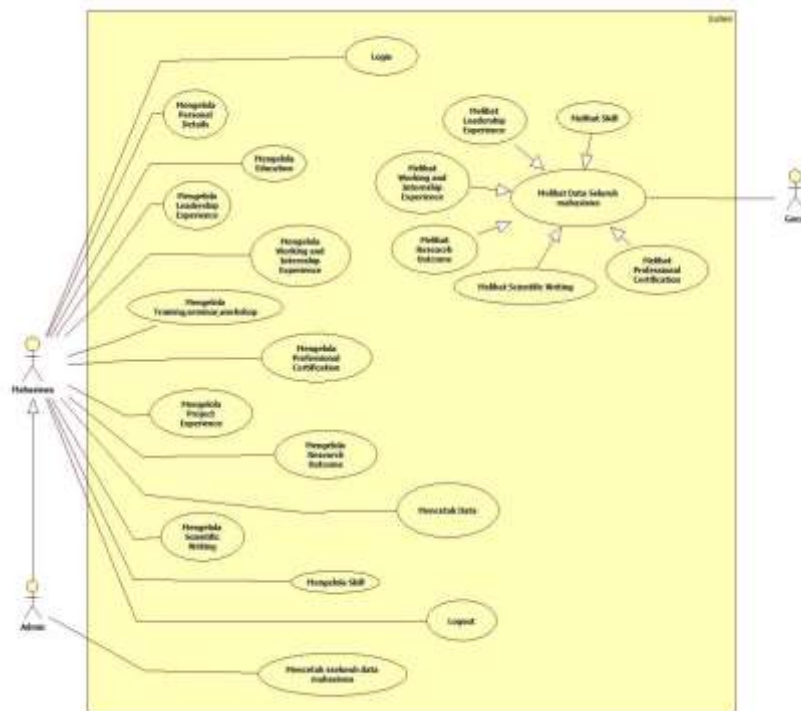 Login
Mengelola
Personal
Details
Mengelola
Education
Mengelola
Leadership
Experience
Mengelola
Working and
Internship
Experience
Mengelola
Training,seminar,workshop
Mengelola
Professional
Certification
Mengelola
Project
Experience
Mengelola
Research
Outcome
Mencetak Data
Mengelola
Scientific
Writing
Mengelola Skill
Logout
Mencetak data
mahasiswa
Mahasiswa
Admin
Melihat
Leadership
Experience
Melihat Skill
Melihat
Working and
Internship
Experience
Melihat Data Seluruh
mahasiswa
Melihat
Research
Outcome
Melihat Scientific Writing
Melihat
Professional
Certification